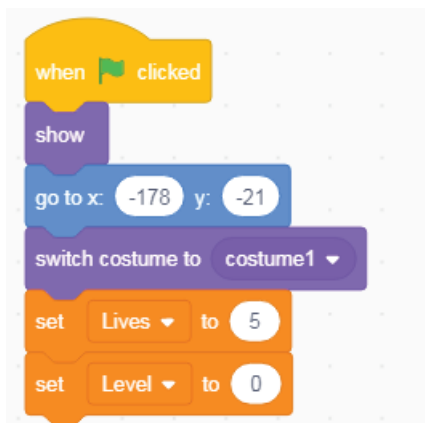 when clicked
show
go to x: -178 y: -21
switch costume to costume1
set Lives to 5
set Level to 0